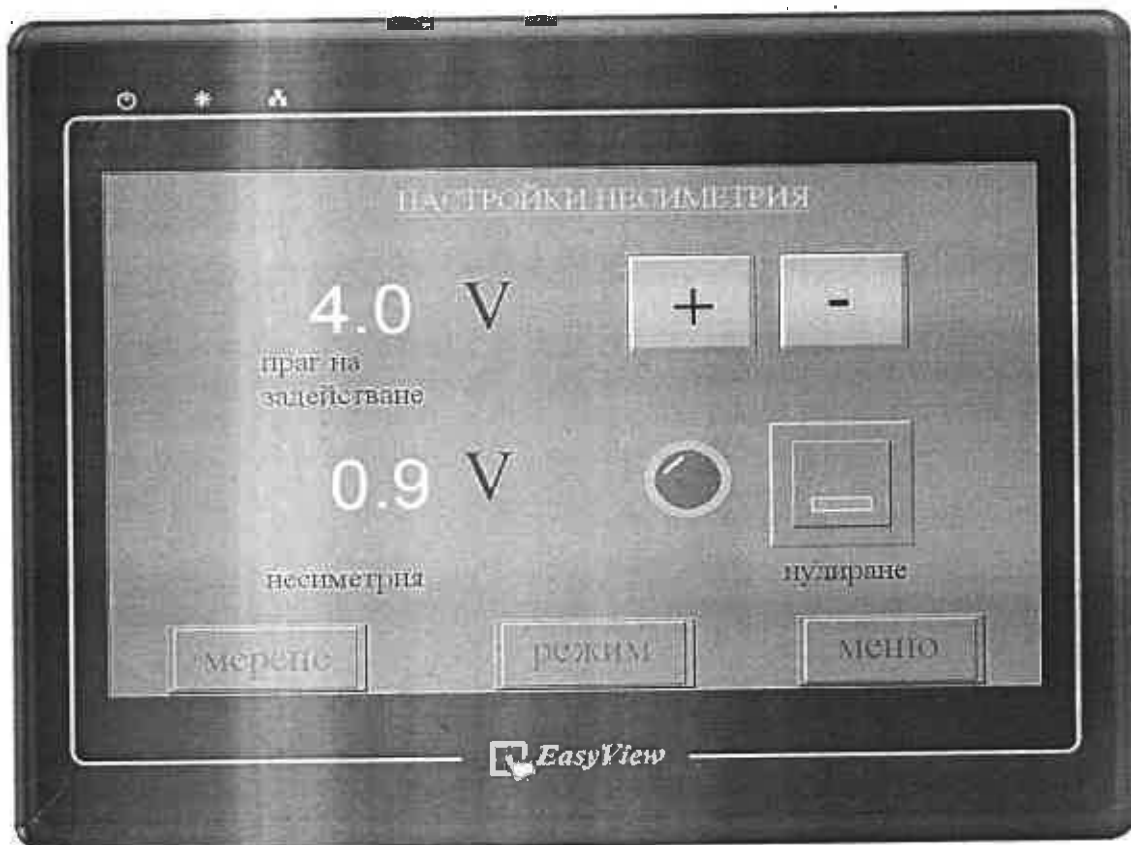 НАСТРОЙКИ НЕСИМЕТРИЯ
4.0 V + -
праг на
задействане
0.9 V
несиметрия нулиране
мерене режим меню
EasyView